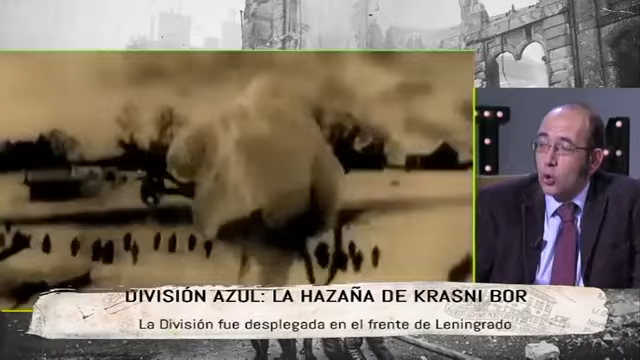 DIVISIÓN AZUL: LA HAZAÑA DE KRASNI BOR
La División fue desplegada en el frente de Leningrado